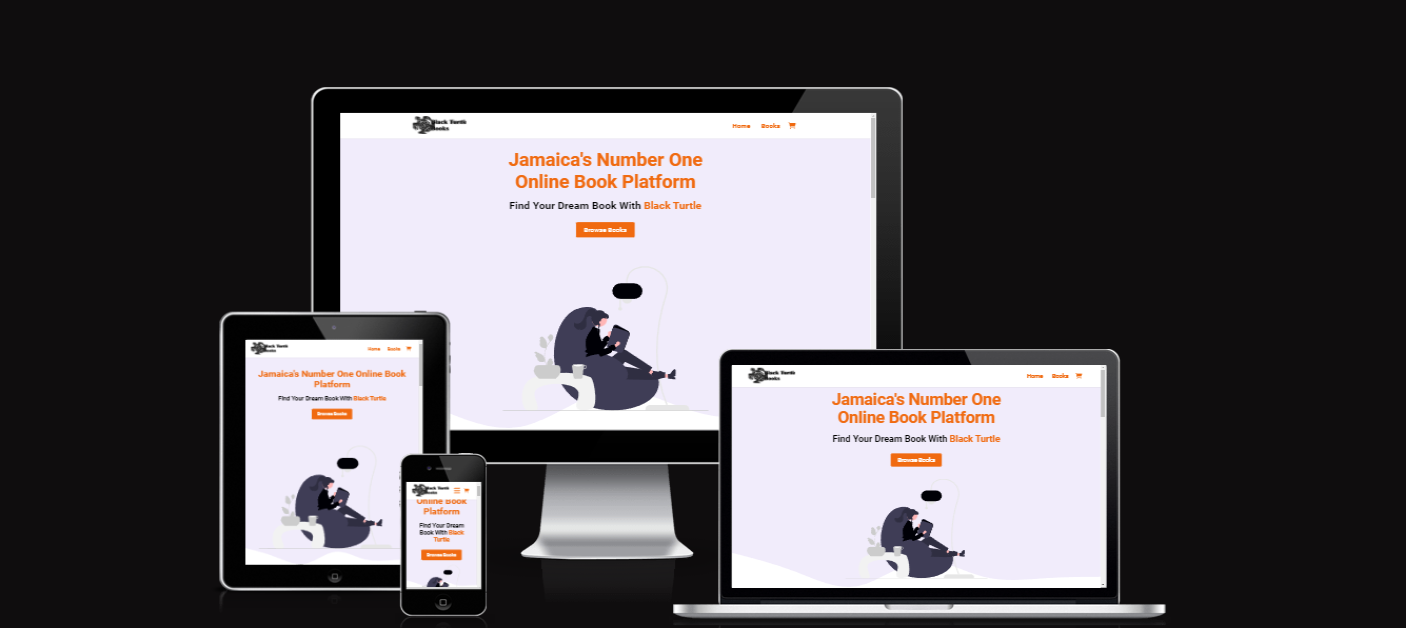 Black Turtle
Books
Home Books
Jamaica's Number One
Online Book Platform
Find Your Dream Book With Black Turtle
Browse Books
Black Turtle
Books
Home Books
Jamaica's Number One Online Book
Platform
Find Your Dream Book With Black Turtle
Browse Books
Black Turtle
Books
Online Book
Platform
Find Your Dream
Book With Black
Turtle
Browse Books
Black Turtle
Books
Home Books
Jamaica's Number One
Online Book Platform
Find Your Dream Book With Black Turtle
Browse Books